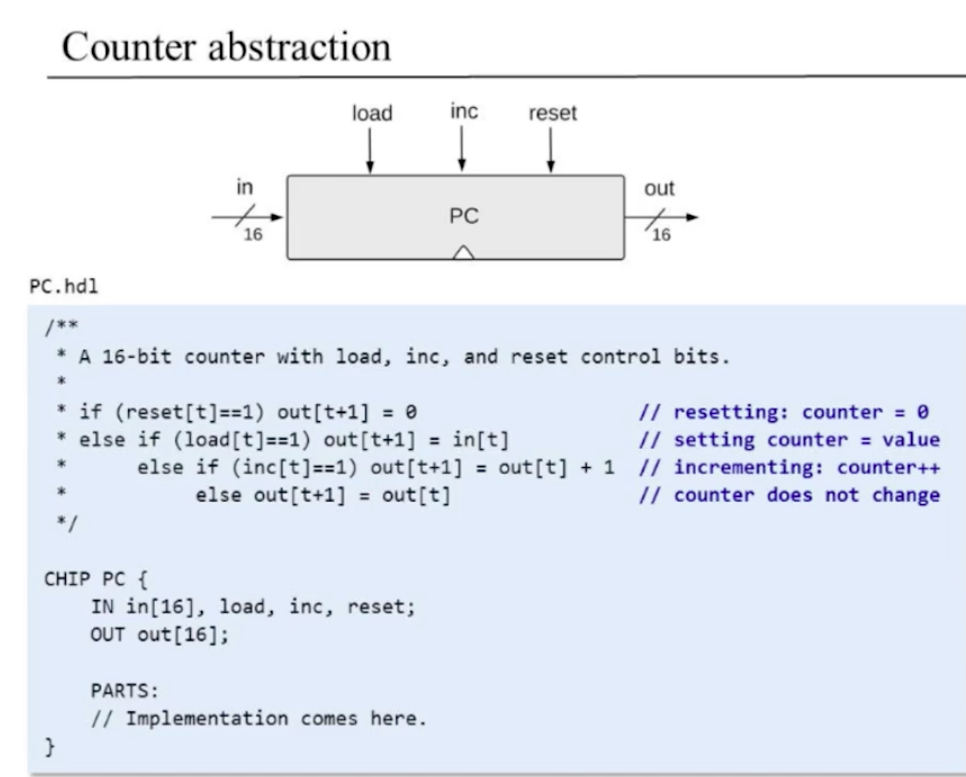 Counter abstraction
load inc reset
in out
PC
16 16
PC.hdl
/**
 * A 16-bit counter with load, inc, and reset control bits.
 *
 * if (reset[t]==1) out[t+1] = 0 // resetting: counter = 0
 * else if (load[t]==1) out[t+1] = in[t] // setting counter = value
 *      else if (inc[t]==1) out[t+1] = out[t] + 1 // incrementing: counter++
 *           else out[t+1] = out[t] // counter does not change
 */
CHIP PC {
    IN in[16], load, inc, reset;
    OUT out[16];
    PARTS:
    // Implementation comes here.
}